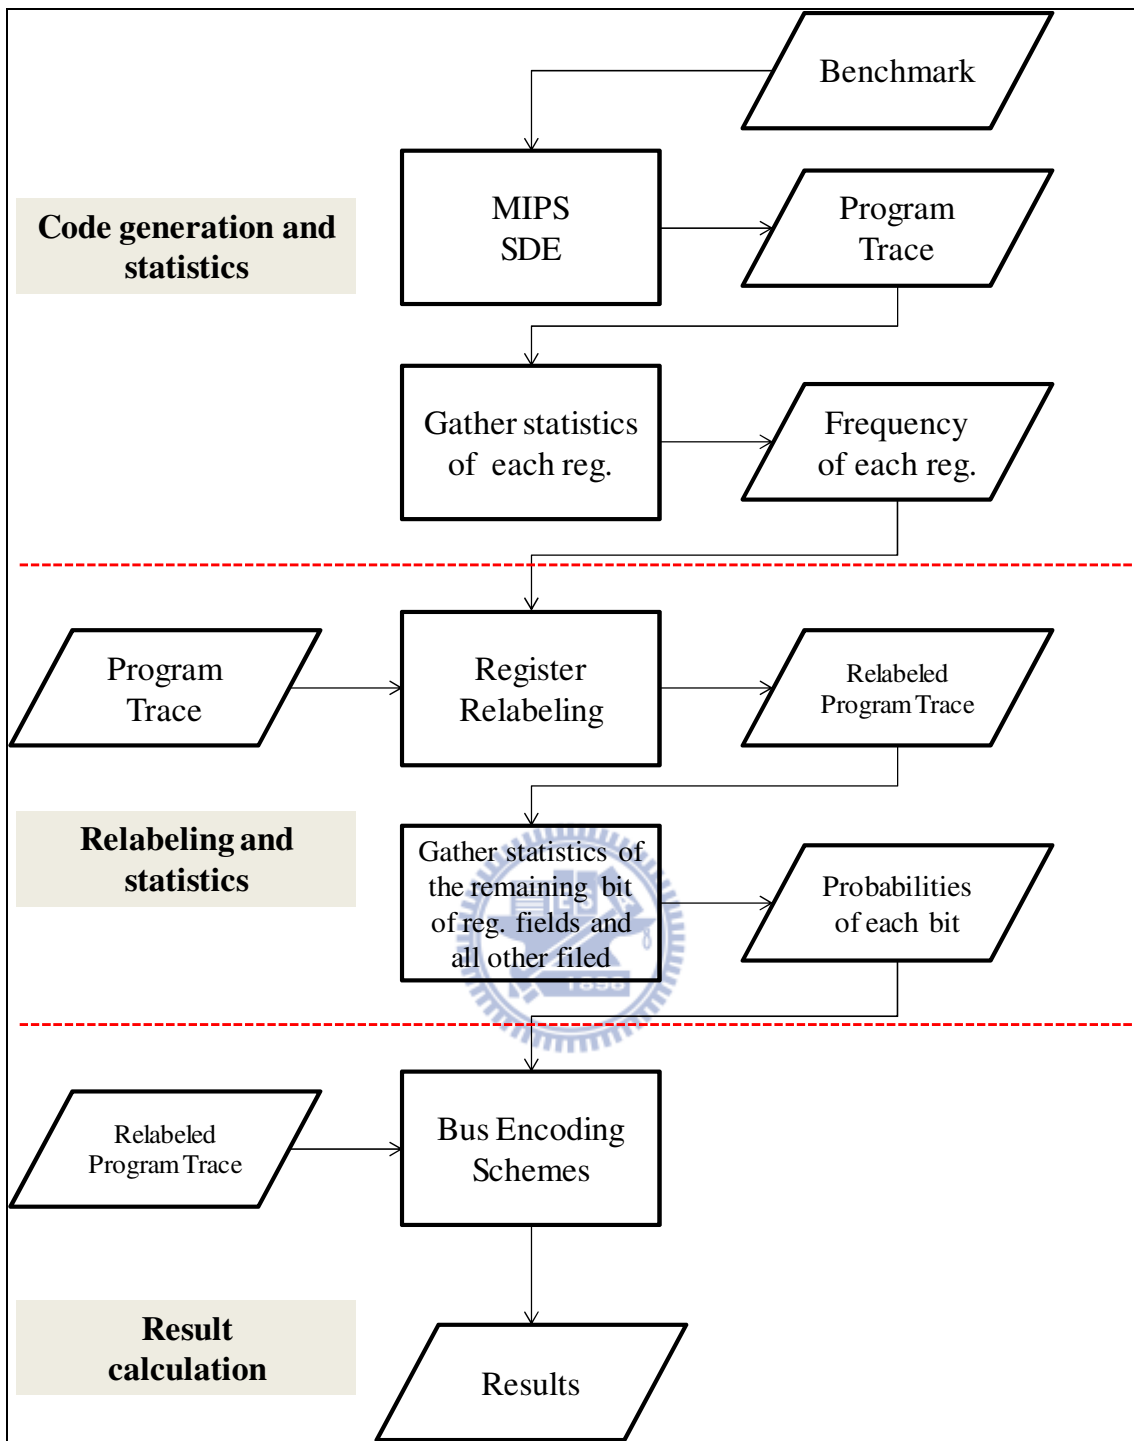 Benchmark
MIPS
SDE
Program
Trace
Code generation and
statistics
Gather statistics
of each reg.
Frequency
of each reg.
Program
Trace
Register
Relabeling
Relabeled
Program Trace
Relabeling and
statistics
Gather statistics of
the remaining bit
of reg. fields and
all other filed
Probabilities
of each bit
1896
Relabeled
Program Trace
Bus Encoding
Schemes
Result
calculation
Results